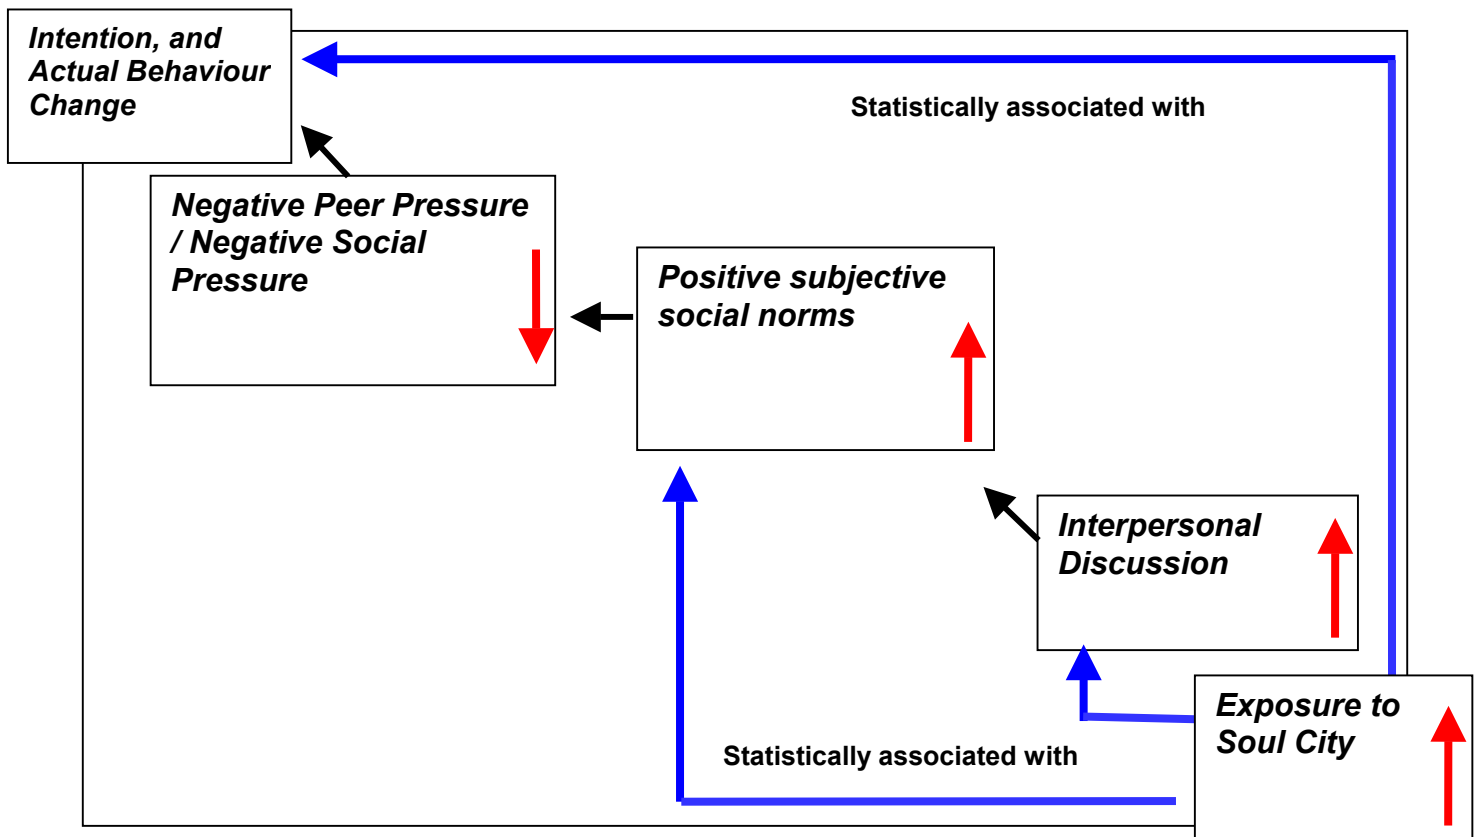 Intention, and
Actual Behaviour
Change
Statistically associated with
Negative Peer Pressure
/ Negative Social
Pressure
Positive subjective
social norms
Interpersonal
Discussion
Exposure to
Soul City
Statistically associated with